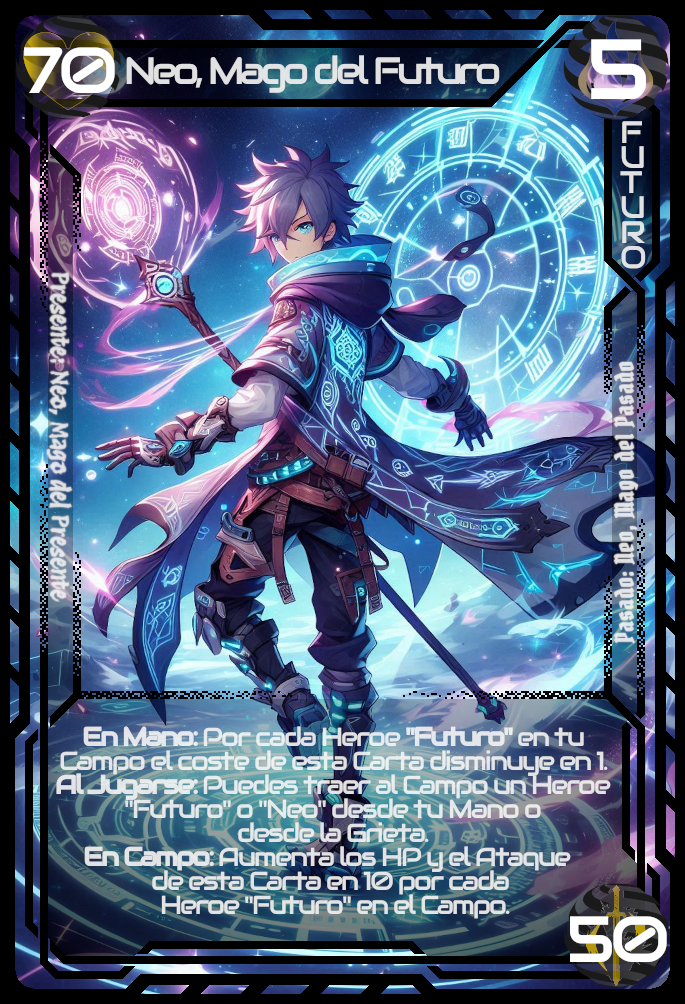 70
Neo, Mago del Futuro
5
FUTURO
Presente: Neo, Mago del Presente
Pasado: Neo, Mago del Pasado
En Mano: Por cada Heroe "Futuro" en tu
Campo el coste de esta Carta disminuye en 1.
Al Jugarse: Puedes traer al Campo un Heroe
"Futuro" o "Neo" desde tu Mano o
desde la Grieta.
En Campo: Aumenta los HP y el Ataque
de esta Carta en 10 por cada
Heroe "Futuro" en el Campo.
50